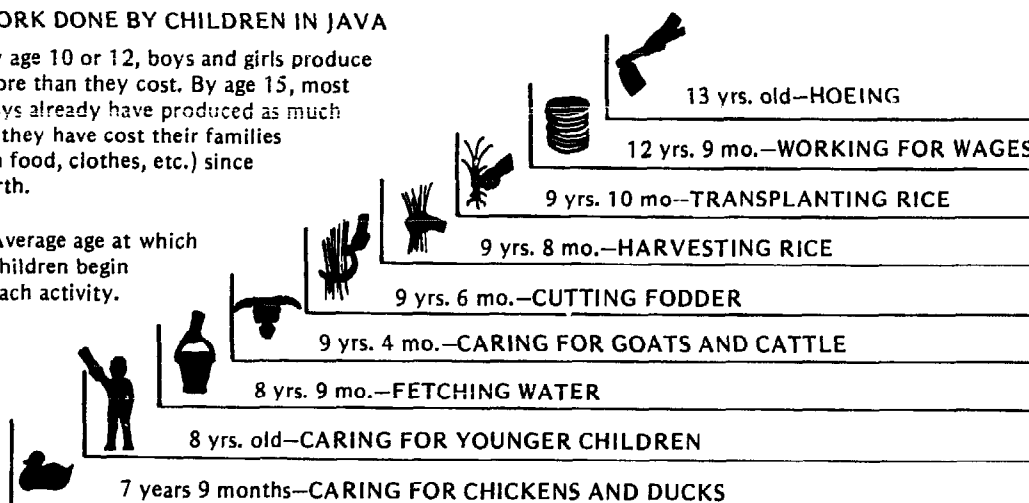 ORK DONE BY CHILDREN IN JAVA
y age 10 or 12, boys and girls produce
ore than they cost. By age 15, most
ys already have produced as much
they have cost their families
n food, clothes, etc.) since
rth.
Average age at which
hildren begin
ach activity.
13 yrs. old—HOEING
12 yrs. 9 mo.—WORKING FOR WAGES
9 yrs. 10 mo—TRANSPLANTING RICE
9 yrs. 8 mo.—HARVESTING RICE
9 yrs. 6 mo.—CUTTING FODDER
9 yrs. 4 mo.—CARING FOR GOATS AND CATTLE
8 yrs. 9 mo.—FETCHING WATER
8 yrs. old—CARING FOR YOUNGER CHILDREN
7 years 9 months—CARING FOR CHICKENS AND DUCKS